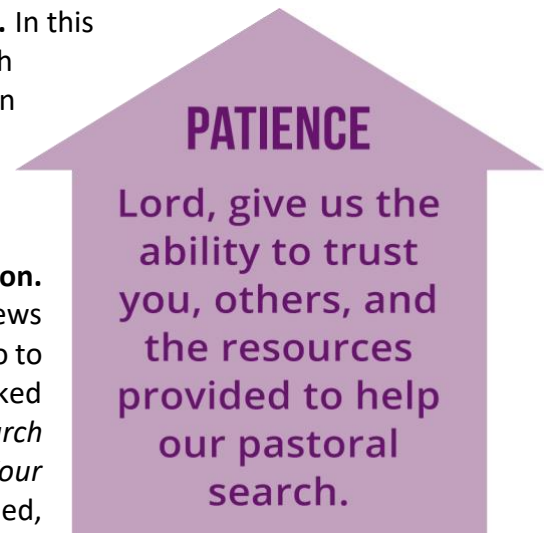 . In this
h
n
PATIENCE
Lord, give us the
ability to trust
you, others, and
the resources
provided to help
our pastoral
search.
on.
ews
o to
ked
arch
our
ed,